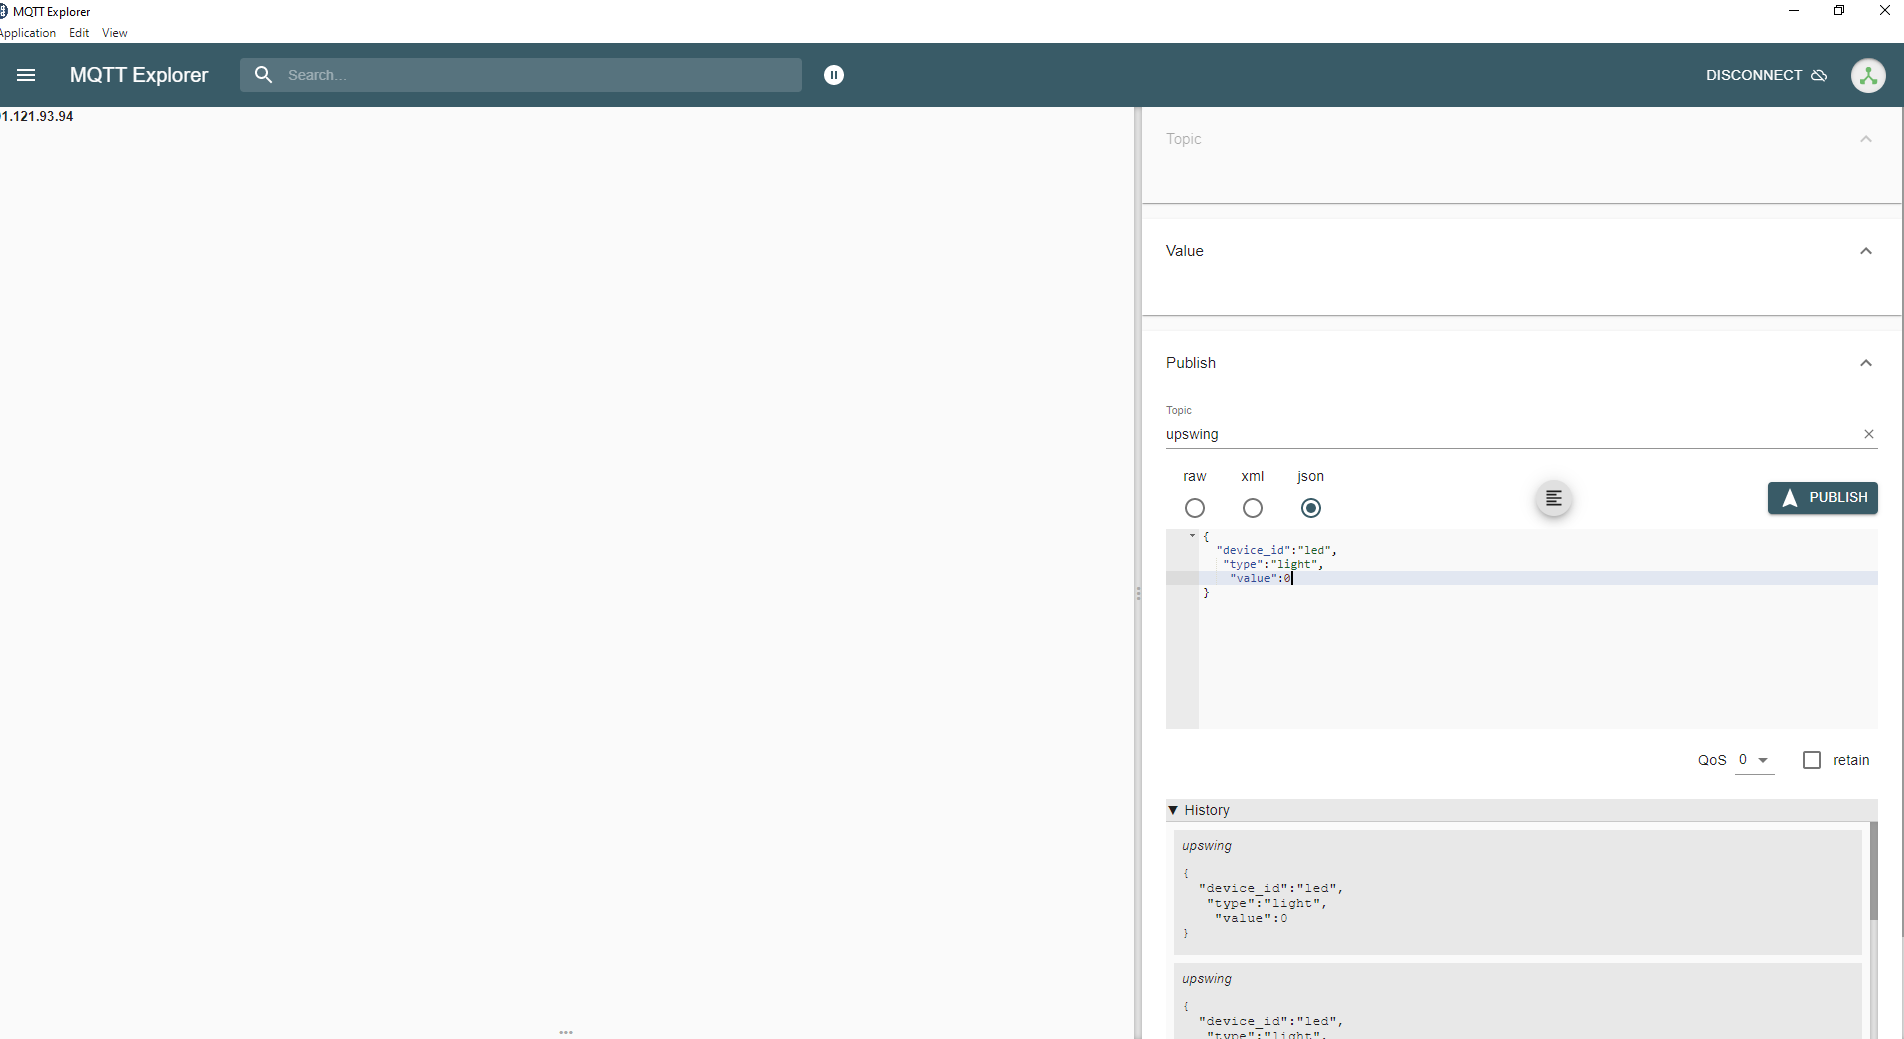 MQTT Explorer
Application Edit View
MQTT Explorer
Search...
DISCONNECT
1.121.93.94
Topic
Value
Publish
Topic
upswing
raw xml json
PUBLISH
{
"device_id":"led",
"type":"light",
"value":0
}
QoS 0 retain
History
upswing
{
"device_id":"led",
"type":"light",
"value":0
}
upswing
{
"device_id":"led",
"type":"light",